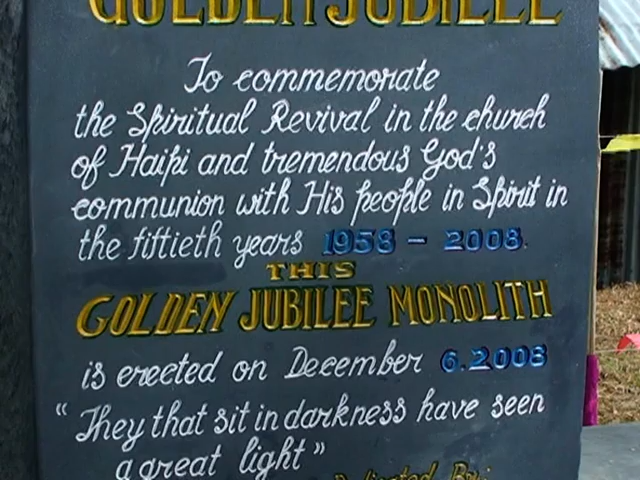 GOLDEN JUBILEE
To commemorate
the Spiritual Revival in the church
of Haipi and tremendous God's
communion with His people in Spirit in
the fiftieth years 1958 - 2008.
THIS
GOLDEN JUBILEE MONOLITH
is erected on December 6.2008
“They that sit in darkness have seen
a great light”
Dedicated By: